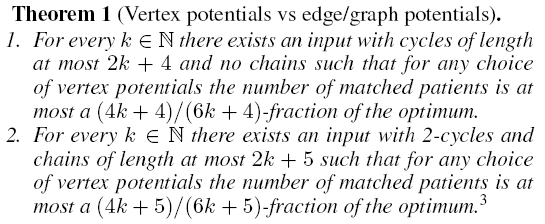 Theorem 1 (Vertex potentials vs edge/graph potentials).
1. For every k ∈ ℕ there exists an input with cycles of length
at most 2k + 4 and no chains such that for any choice
of vertex potentials the number of matched patients is at
most a (4k + 4)/(6k + 4)-fraction of the optimum.
2. For every k ∈ ℕ there exists an input with 2-cycles and
chains of length at most 2k + 5 such that for any choice
of vertex potentials the number of matched patients is at
most a (4k + 5)/(6k + 5)-fraction of the optimum.³